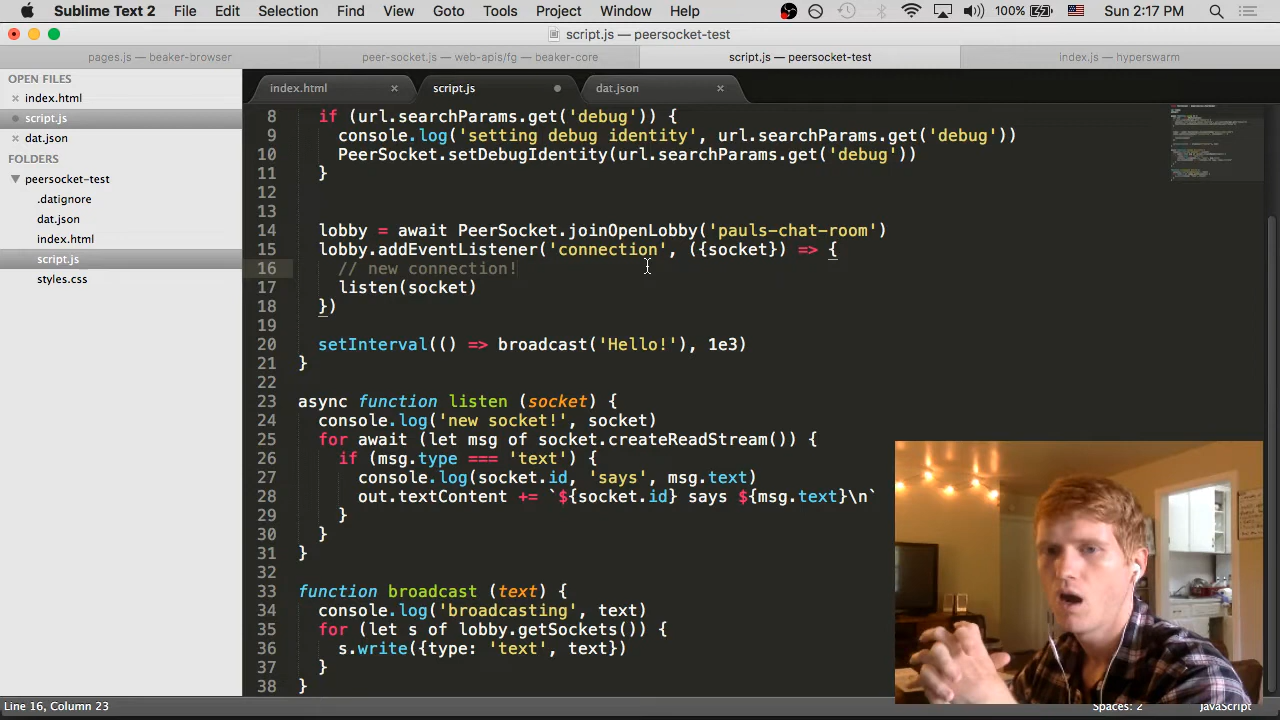 Sublime Text 2 File Edit Selection Find View Goto Tools Project Window Help 100% Sun 2:17 PM
script.js — peersocket-test
pages.js — beaker-browser peer-socket.js — web-apis/fg — beaker-core script.js — peersocket-test index.js — hyperswarm
OPEN FILES
index.html
script.js
dat.json
FOLDERS
peersocket-test
.datignore
dat.json
index.html
script.js
styles.css
index.html script.js dat.json
8 if (url.searchParams.get('debug')) {
9 console.log('setting debug identity', url.searchParams.get('debug'))
10 PeerSocket.setDebugIdentity(url.searchParams.get('debug'))
11 }
12
13
14 lobby = await PeerSocket.joinOpenLobby('pauls-chat-room')
15 lobby.addEventListener('connection', ({socket}) => {
16 // new connection!
17 listen(socket)
18 })
19
20 setInterval(() => broadcast('Hello!'), 1e3)
21 }
22
23 async function listen (socket) {
24 console.log('new socket!', socket)
25 for await (let msg of socket.createReadStream()) {
26 if (msg.type === 'text') {
27 console.log(socket.id, 'says', msg.text)
28 out.textContent += `${socket.id} says ${msg.text}\n`
29 }
30 }
31 }
32
33 function broadcast (text) {
34 console.log('broadcasting', text)
35 for (let s of lobby.getSockets()) {
36 s.write({type: 'text', text})
37 }
38 }
Line 16, Column 23 Spaces: 2 JavaScript